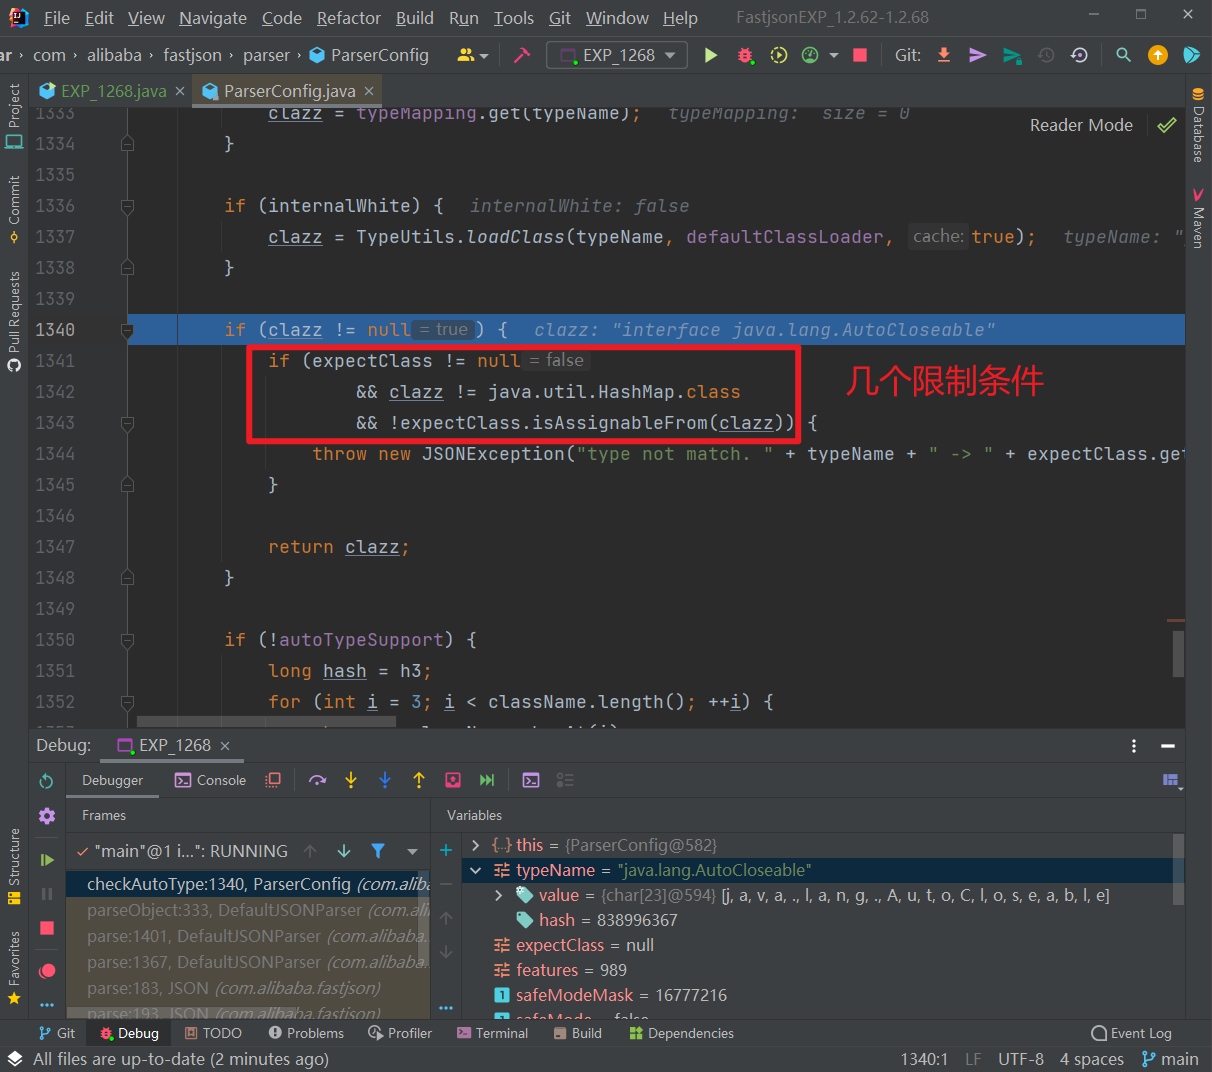 File Edit View Navigate Code Refactor Build Run Tools Git Window Help FastjsonEXP_1.2.62-1.2.68
ar com alibaba fastjson parser ParserConfig EXP_1268 Git:
EXP_1268.java × ParserConfig.java ×
Reader Mode
1333 clazz = typeMapping.get(typeName); typeMapping: size = 0
1334 }
1335
1336 if (internalWhite) { internalWhite: false
1337 clazz = TypeUtils.loadClass(typeName, defaultClassLoader, cache: true); typeName: "
1338 }
1339
1340 if (clazz != null = true ) { clazz: "interface java.lang.AutoCloseable"
1341 if (expectClass != null = false
1342 && clazz != java.util.HashMap.class
几个限制条件
1343 && !expectClass.isAssignableFrom(clazz)) {
1344 throw new JSONException("type not match. " + typeName + " -> " + expectClass.get
1345 }
1346
1347 return clazz;
1348 }
1349
1350 if (!autoTypeSupport) {
1351 long hash = h3;
1352 for (int i = 3; i < className.length(); ++i) {
Project
Commit
Pull Requests
Structure
Favorites
Database
Maven
Debug: EXP_1268 ×
Debugger Console
Frames
"main"@1 i...": RUNNING
checkAutoType:1340, ParserConfig (com.aliba
parseObject:333, DefaultJSONParser (com.aliba
parse:1401, DefaultJSONParser (com.alibaba.
parse:1367, DefaultJSONParser (com.alibaba.
parse:183, JSON (com.alibaba.fastjson)
parse:193, JSON (com.alibaba.fastjson)
Variables
this = {ParserConfig@582}
typeName = "java.lang.AutoCloseable"
value = {char[23]@594} [j, a, v, a, ., l, a, n, g, ., A, u, t, o, C, l, o, s, e, a, b, l, e]
hash = 838996367
expectClass = null
features = 989
safeModeMask = 16777216
safeMode = false
Git Debug TODO Problems Profiler Terminal Build Dependencies Event Log
All files are up-to-date (2 minutes ago) 1340:1 LF UTF-8 4 spaces main